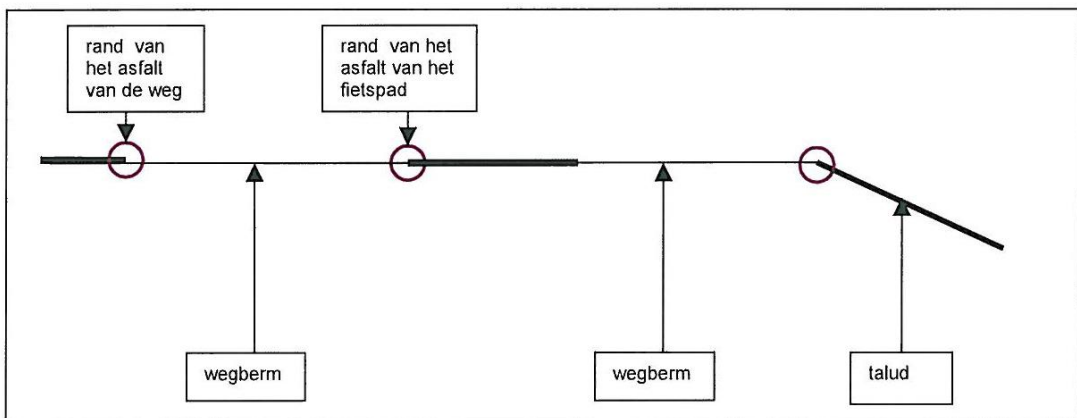 rand van
het asfalt
van de weg
rand van het
asfalt van het
fietspad
wegberm
wegberm
talud